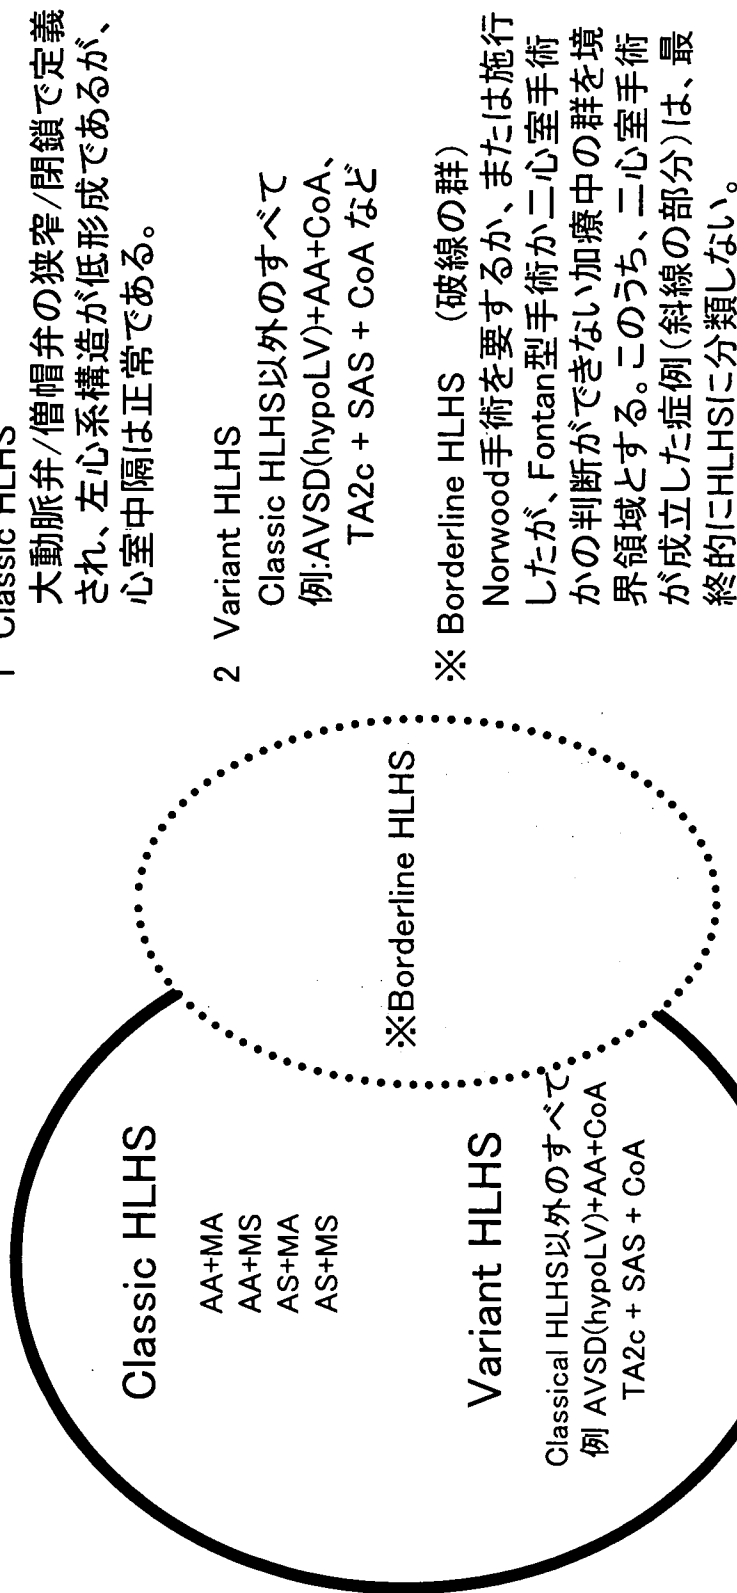 Classic HLHS
AA+MA
AA+MS
AS+MA
AS+MS
Variant HLHS
Classical HLHS以外のすべて
例 AVSD(hypoLV)+AA+CoA
TA2c + SAS + CoA
※Borderline HLHS
1 Classic HLHS
大動脈弁/僧帽弁の狭窄/閉鎖で定義
され、左心系構造が低形成であるが、
心室中隔は正常である。
2 Variant HLHS
Classic HLHS以外のすべて
例:AVSD(hypoLV)+AA+CoA、
TA2c + SAS + CoA など
※ Borderline HLHS (破線の群)
Norwood手術を要するか、または施行
したが、Fontan型手術か二心室手術
かの判断ができない加療中の群を境
界領域とする。このうち、二心室手術
が成立した症例(斜線の部分)は、最
終的にHLHSに分類しない。